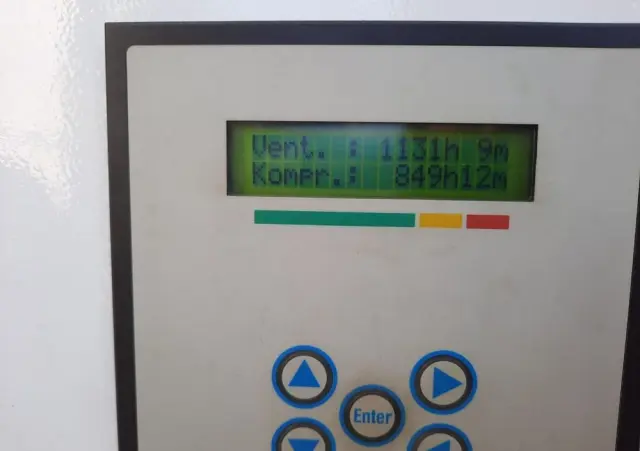 Vent. : 1131h 9m
Kompr.: 849h12m
Enter